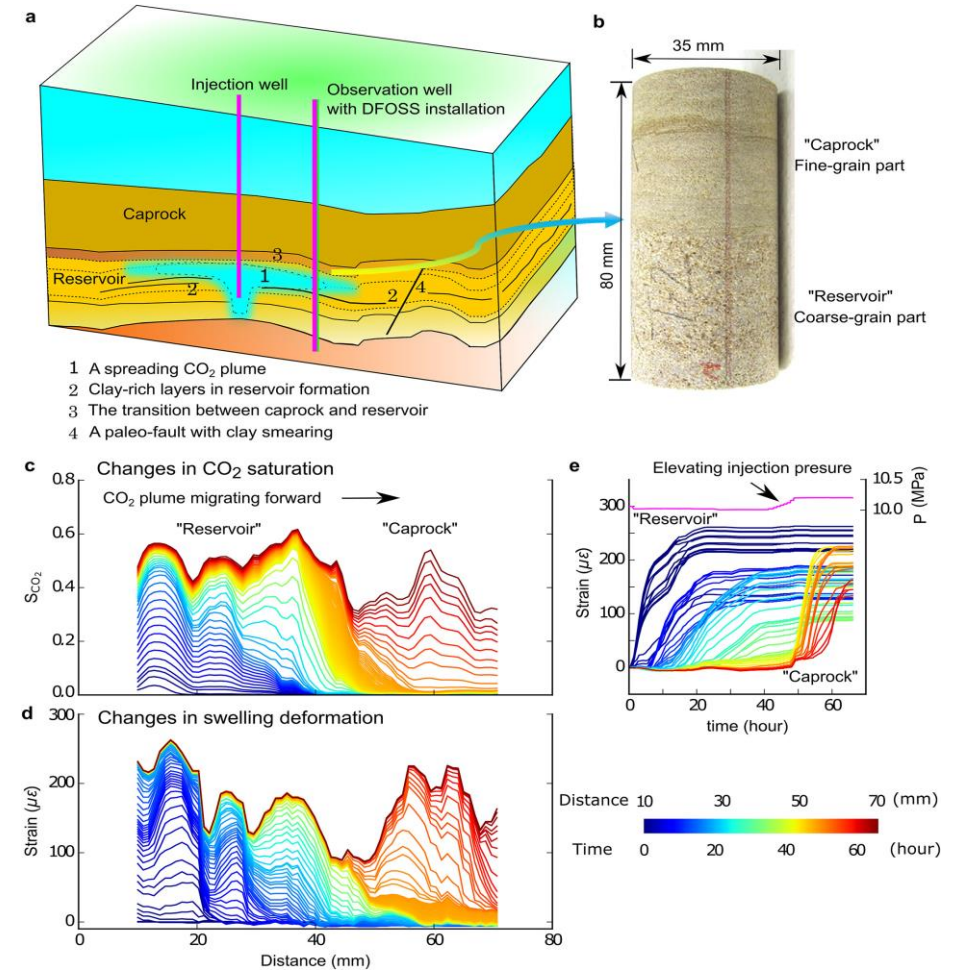 a
Injection well
Observation well
with DFOSS installation
Caprock
Reservoir
3
1
2
2
4
1 A spreading CO₂ plume
2 Clay-rich layers in reservoir formation
3 The transition between caprock and reservoir
4 A paleo-fault with clay smearing
b
35 mm
80 mm
"Caprock"
Fine-grain part
"Reservoir"
Coarse-grain part
c Changes in CO₂ saturation
CO₂ plume migrating forward
"Reservoir"
"Caprock"
S_CO₂
0.8
0.6
0.4
0.2
0.0
d Changes in swelling deformation
Strain (µε)
300
200
100
0
0 20 40 60 80
Distance (mm)
e
Elevating injection presure
10.5
10.0
P (MPa)
"Reservoir"
"Caprock"
Strain (µε)
300
200
100
0
0 20 40 60
time (hour)
Distance 10 30 50 70 (mm)
Time 0 20 40 60 (hour)